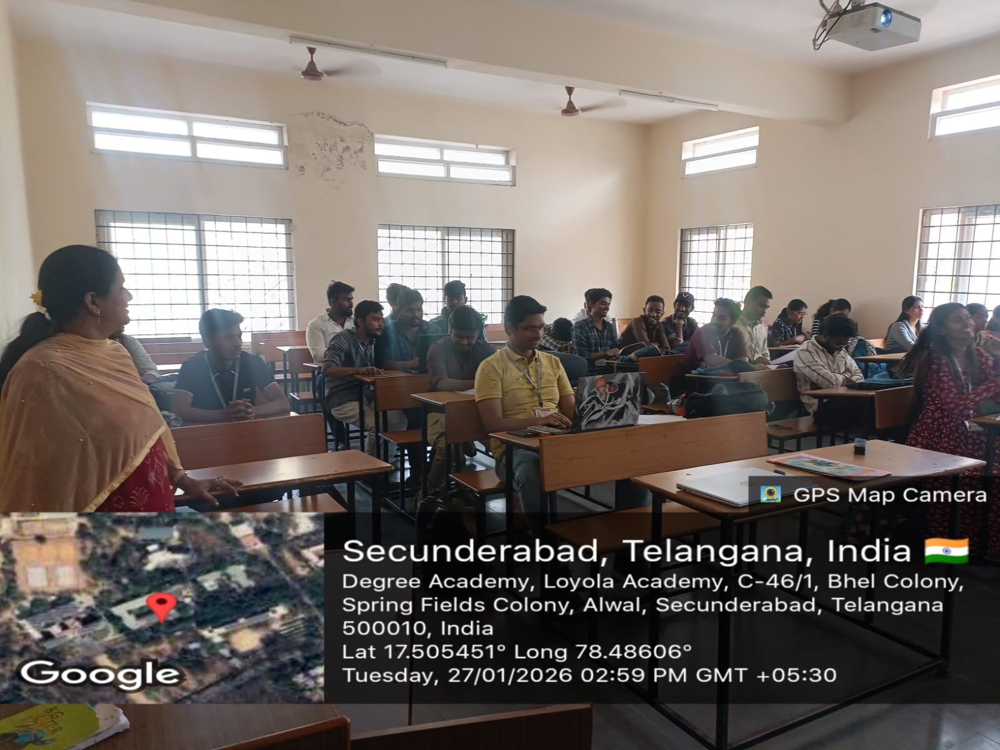 GPS Map Camera
Secunderabad, Telangana, India
Degree Academy, Loyola Academy, C-46/1, Bhel Colony,
Spring Fields Colony, Alwal, Secunderabad, Telangana
500010, India
Lat 17.505451° Long 78.48606°
Tuesday, 27/01/2026 02:59 PM GMT +05:30
Google